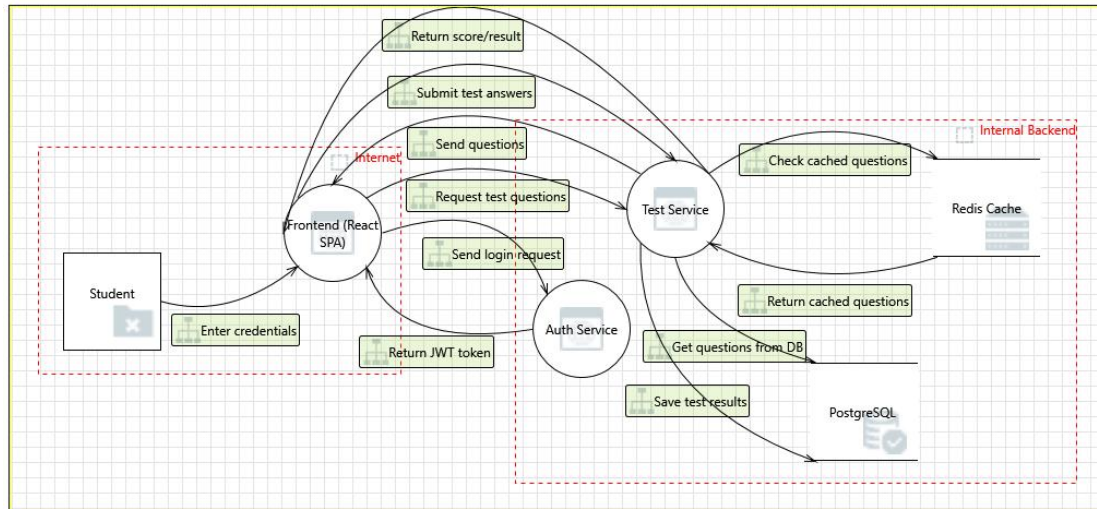 Return score/result
Submit test answers
Send questions
Internal Backend
Internet
Check cached questions
Request test questions
Test Service
Redis Cache
Frontend (React
SPA)
Send login request
Student
Return cached questions
Enter credentials
Auth Service
Return JWT token
Get questions from DB
Save test results
PostgreSQL